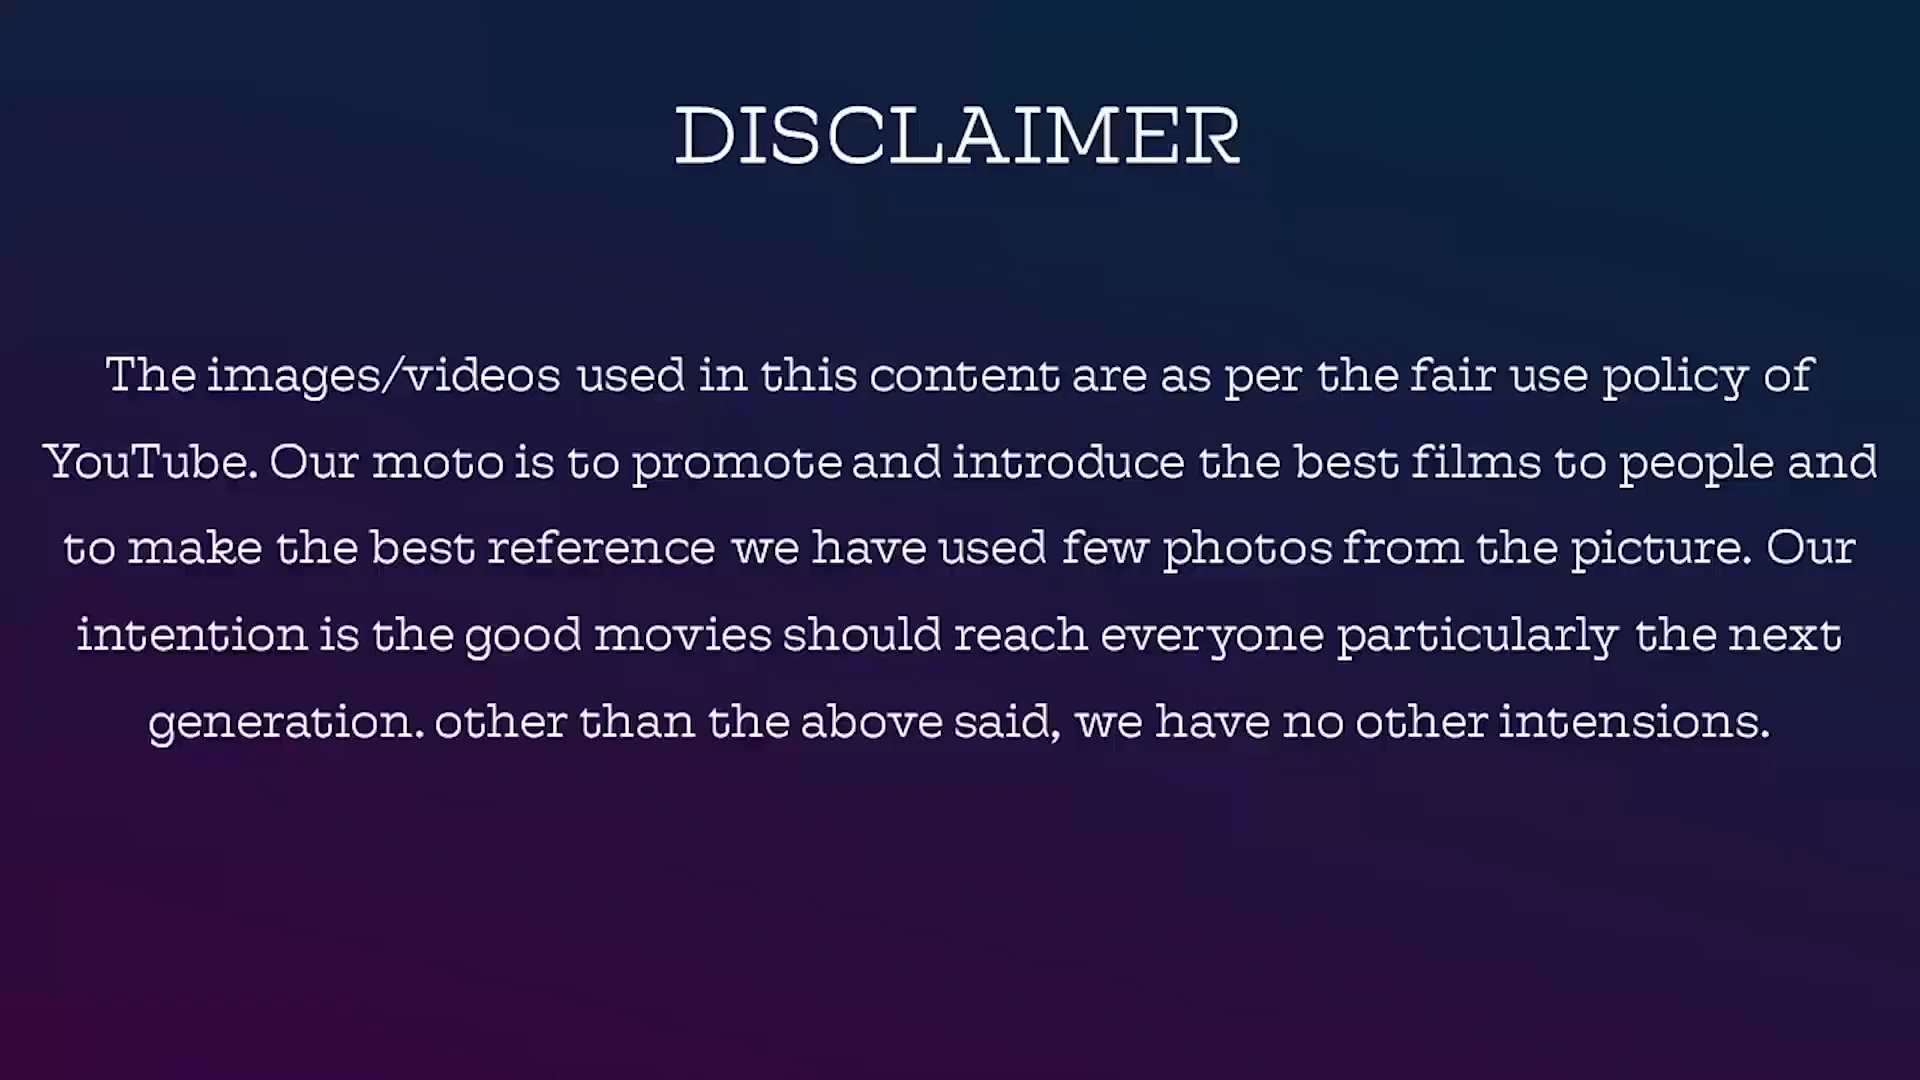 DISCLAIMER
The images/videos used in this content are as per the fair use policy of
YouTube. Our moto is to promote and introduce the best films to people and
to make the best reference we have used few photos from the picture. Our
intention is the good movies should reach everyone particularly the next
generation. other than the above said, we have no other intensions.